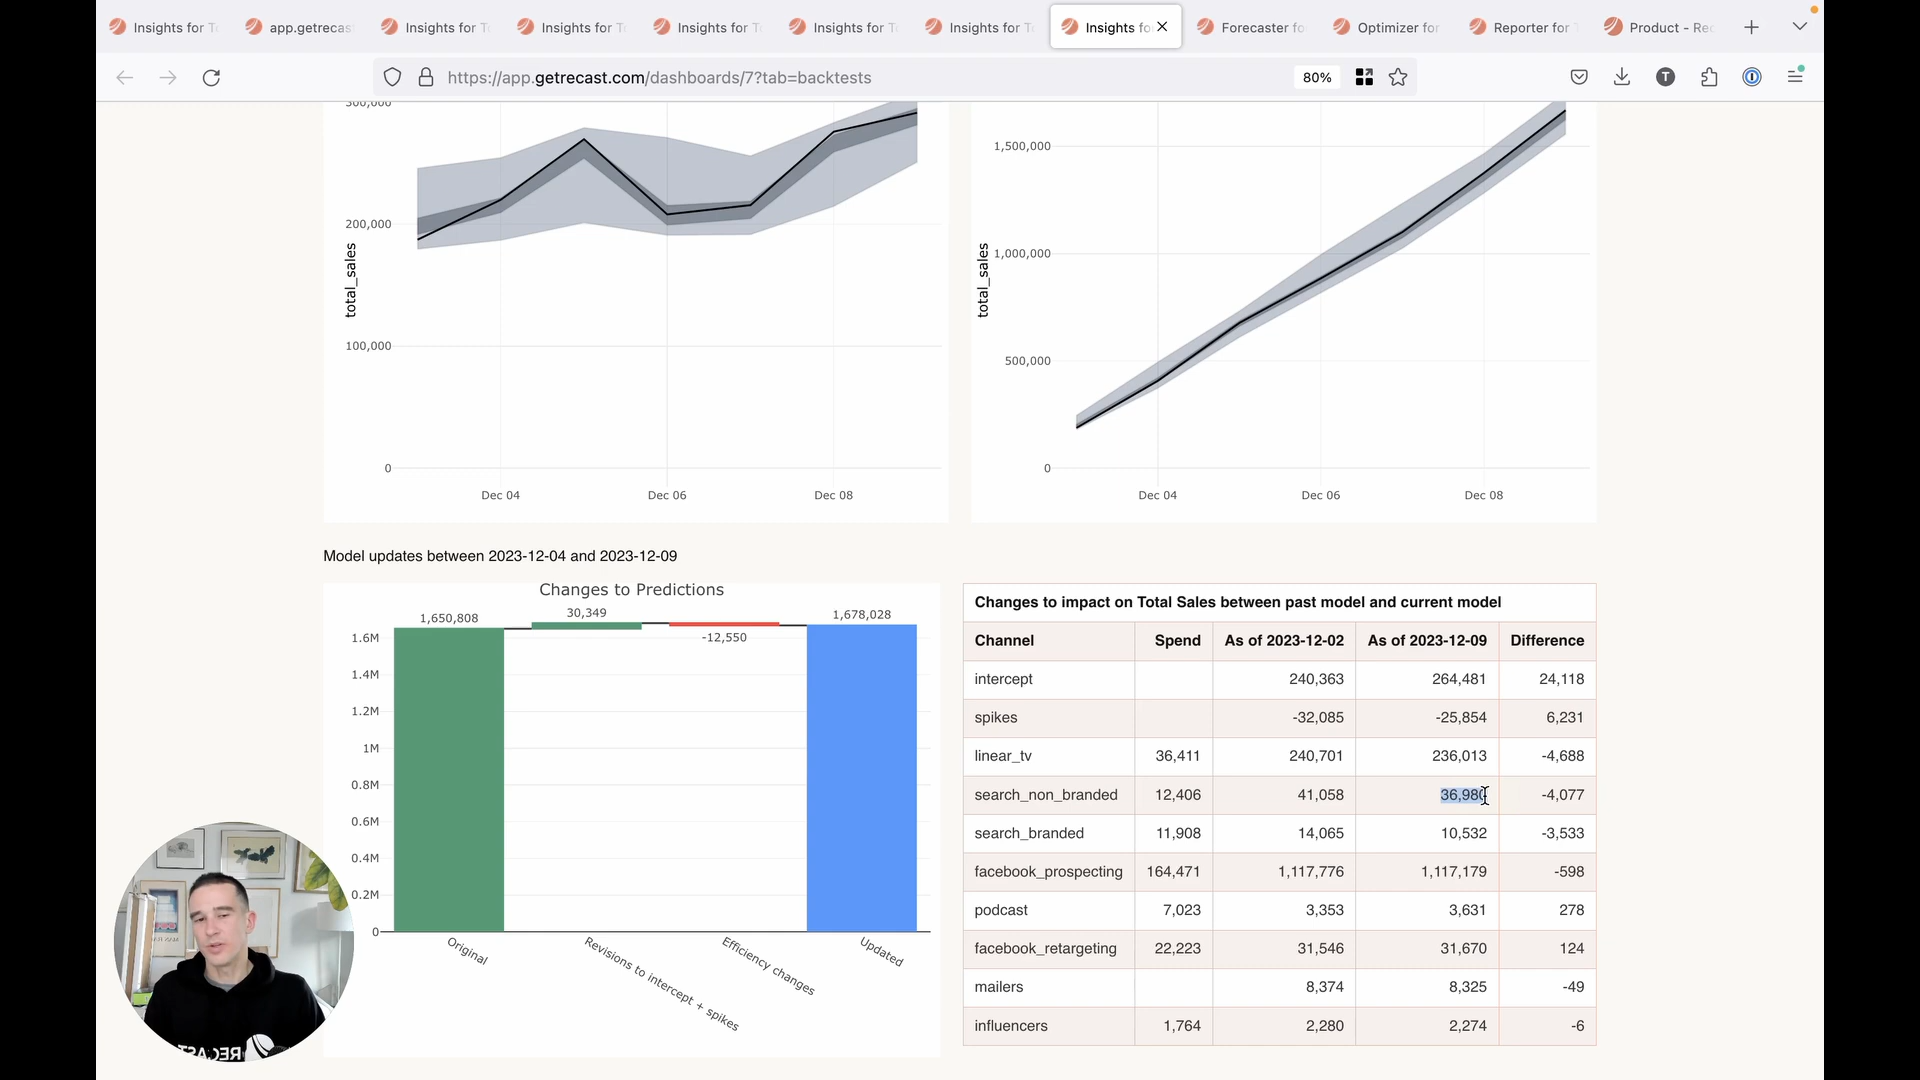 Insights for T
app.getrecas
Insights for T
Insights for T
Insights for T
Insights for T
Insights for T
Insights fo
Forecaster fo
Optimizer for
Reporter for
Product - Rec
https://app.getrecast.com/dashboards/7?tab=backtests
80%
T
300,000
200,000
100,000
0
total_sales
Dec 04
Dec 06
Dec 08
1,500,000
1,000,000
500,000
0
total_sales
Dec 04
Dec 06
Dec 08
Model updates between 2023-12-04 and 2023-12-09
Changes to Predictions
1,650,808
30,349
-12,550
1,678,028
1.6M
1.4M
1.2M
1M
0.8M
0.6M
0.4M
0.2M
0
Original
Revisions to intercept + spikes
Efficiency changes
Updated
Changes to impact on Total Sales between past model and current model
Channel Spend As of 2023-12-02 As of 2023-12-09 Difference
intercept 240,363 264,481 24,118
spikes -32,085 -25,854 6,231
linear_tv 36,411 240,701 236,013 -4,688
search_non_branded 12,406 41,058 36,980 -4,077
search_branded 11,908 14,065 10,532 -3,533
facebook_prospecting 164,471 1,117,776 1,117,179 -598
podcast 7,023 3,353 3,631 278
facebook_retargeting 22,223 31,546 31,670 124
mailers 8,374 8,325 -49
influencers 1,764 2,280 2,274 -6